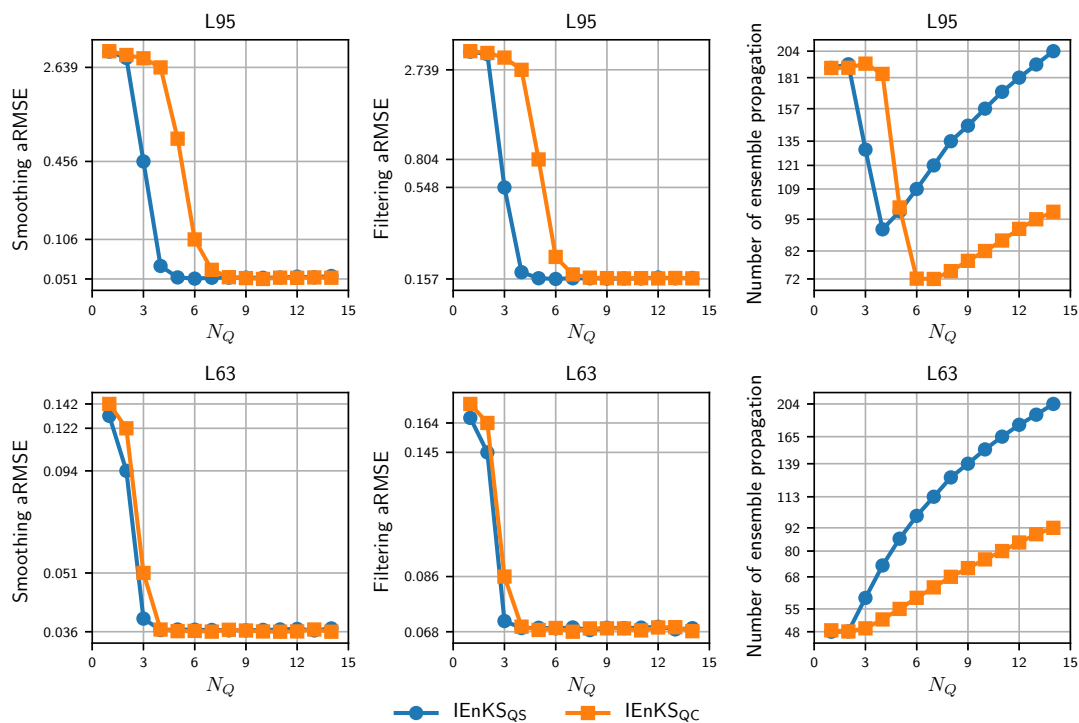 L95
Smoothing aRMSE
2.639
0.456
0.106
0.051
0 3 6 9 12 15
N_Q
L95
Filtering aRMSE
2.739
0.804
0.548
0.157
0 3 6 9 12 15
N_Q
L95
Number of ensemble propagation
204
181
157
135
121
109
95
82
72
0 3 6 9 12 15
N_Q
L63
Smoothing aRMSE
0.142
0.122
0.094
0.051
0.036
0 3 6 9 12 15
N_Q
L63
Filtering aRMSE
0.164
0.145
0.086
0.068
0 3 6 9 12 15
N_Q
L63
Number of ensemble propagation
204
165
139
113
92
80
68
55
48
0 3 6 9 12 15
N_Q
IEnKS_QS IEnKS_QC